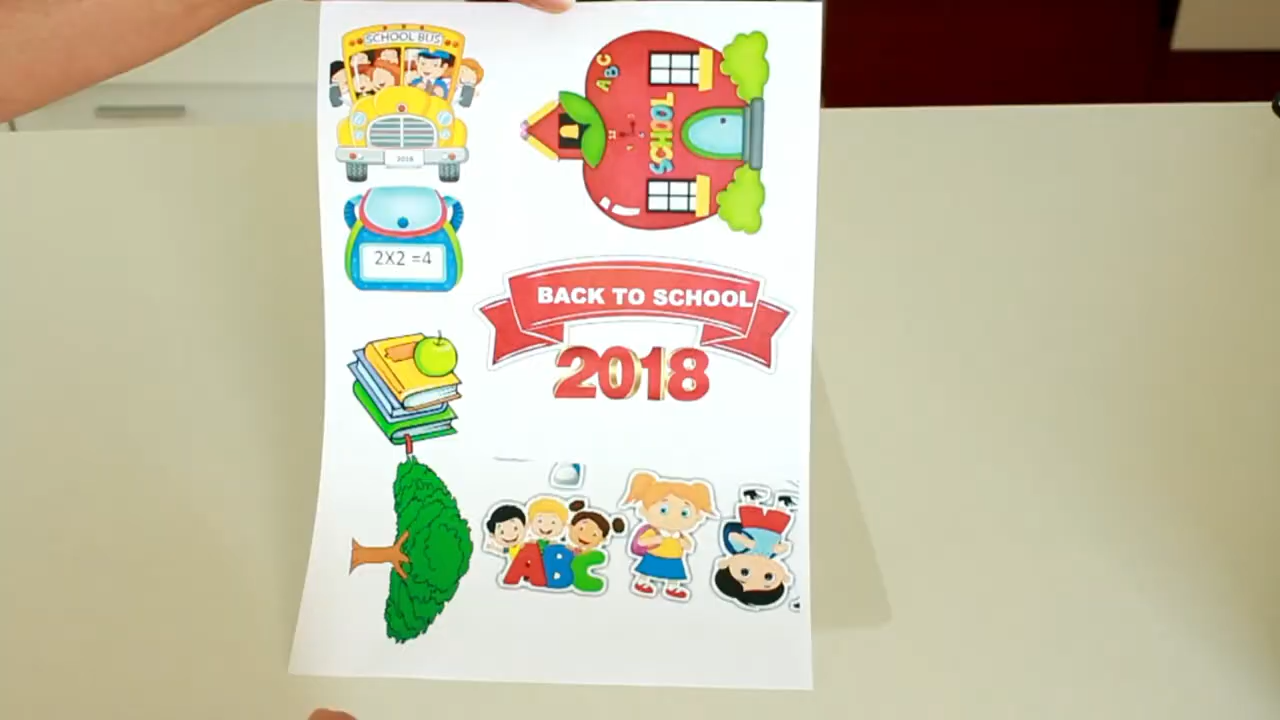 SCHOOL BUS
2018
2X2 =4
ABC
SCHOOL
BACK TO SCHOOL
2018
ABC